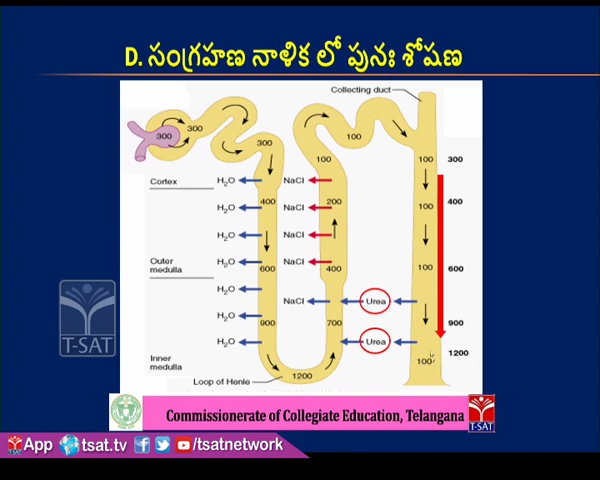 D. సంగ్రహణ నాళిక లో పునః శోషణ
Collecting duct
300 300 300 100 100 100 300
Cortex H₂O NaCl
400 H₂O NaCl 200 100 400
H₂O NaCl
Outer medulla H₂O 600 NaCl 400 100 600
H₂O NaCl Urea
H₂O 900 700 900
H₂O Urea 1200
Inner medulla 100
1200
Loop of Henle
T-SAT
Commissionerate of Collegiate Education, Telangana
T-SAT
App tsat.tv /tsatnetwork